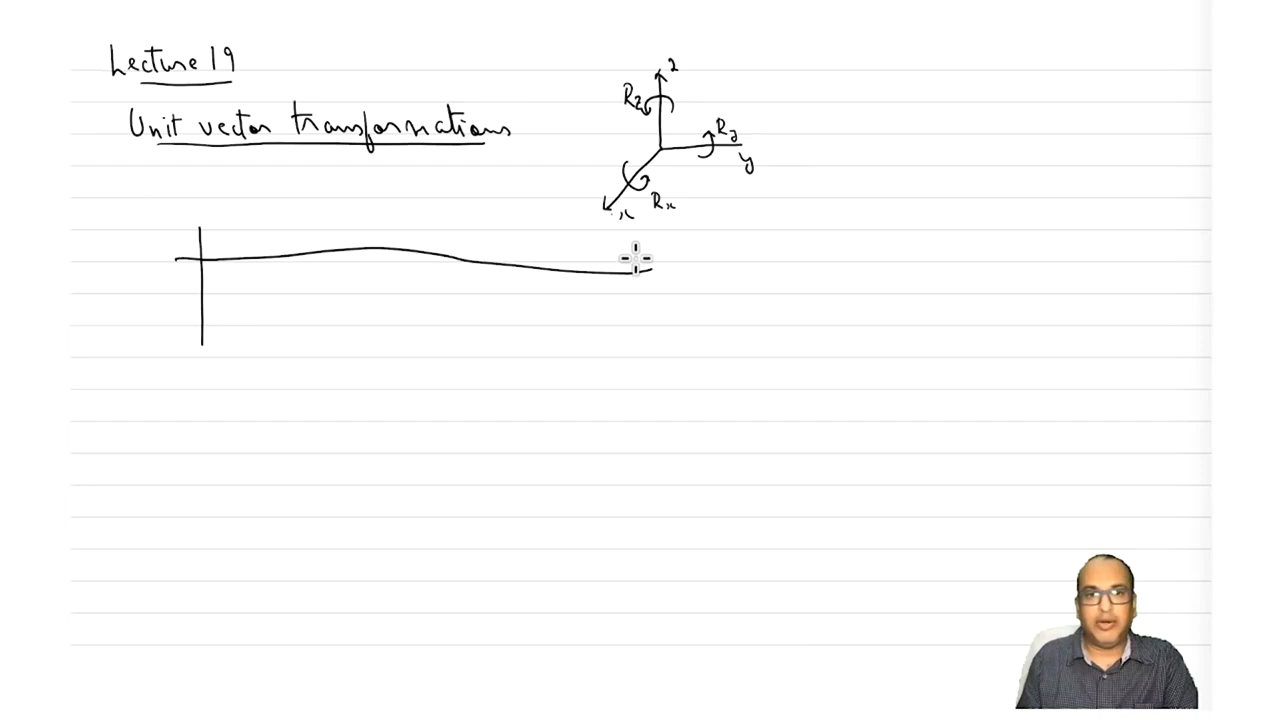 Lecture 19
Unit vector transformations
z
Rz
Ry
y
x
Rx